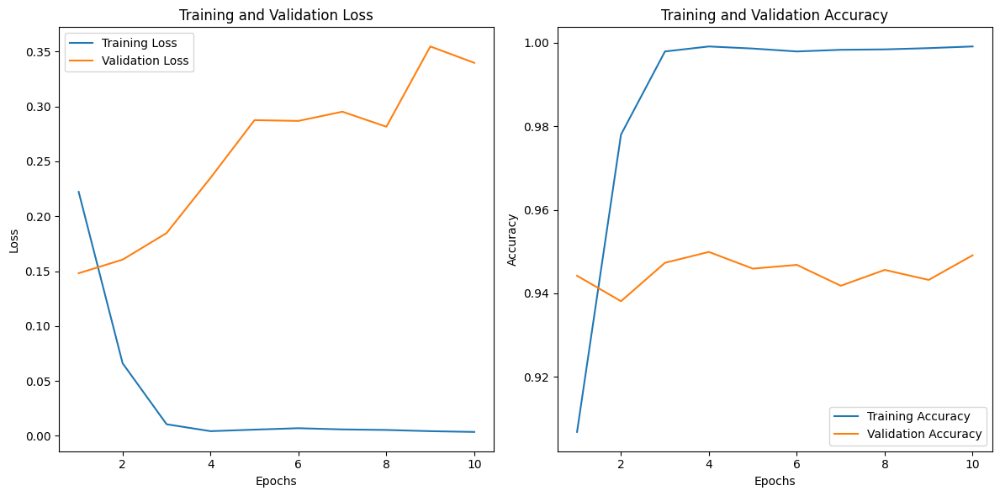 Training and Validation Loss
Training Loss
Validation Loss
0.35
0.30
0.25
0.20
0.15
0.10
0.05
0.00
Loss
2
4
6
8
10
Epochs
Training and Validation Accuracy
1.00
0.98
0.96
0.94
0.92
Accuracy
Training Accuracy
Validation Accuracy
2
4
6
8
10
Epochs